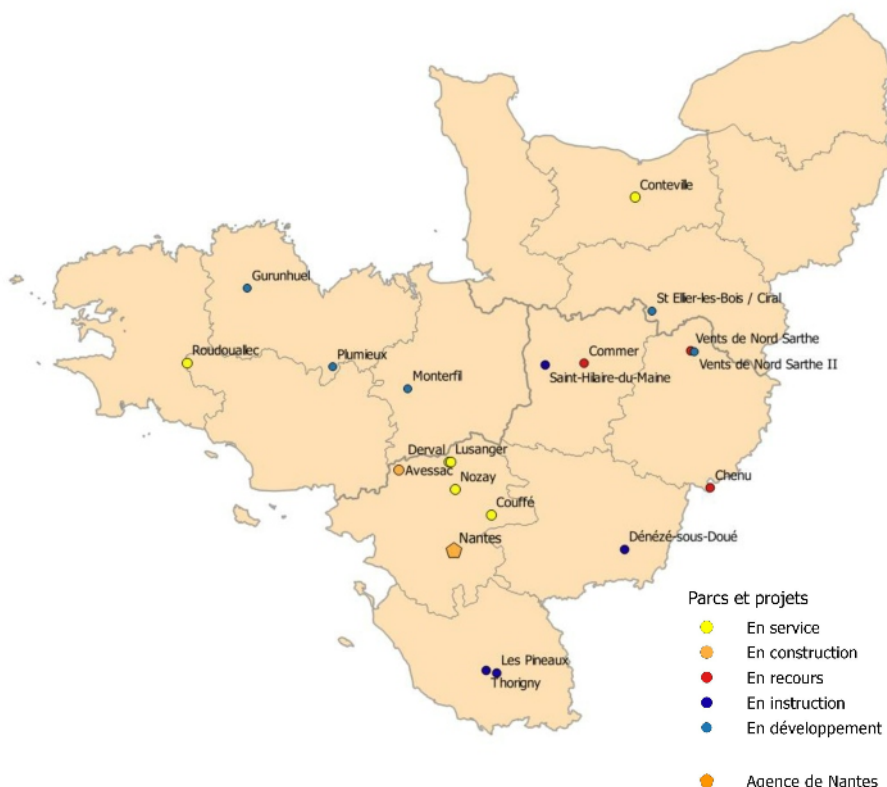 Conteville
Gurunhuel
St Ellier-les-Bois / Ciral
Vents de Nord Sarthe
Roudouallec
Plumieux
Commer
Vents de Nord Sarthe II
Monterfil
Saint-Hilaire-du-Maine
Derval
Lusanger
Avessac
Nozay
Chenu
Couffé
Nantes
Dénézé-sous-Doué
Les Pineaux
Thorigny
Parcs et projets
En service
En construction
En recours
En instruction
En développement
Agence de Nantes